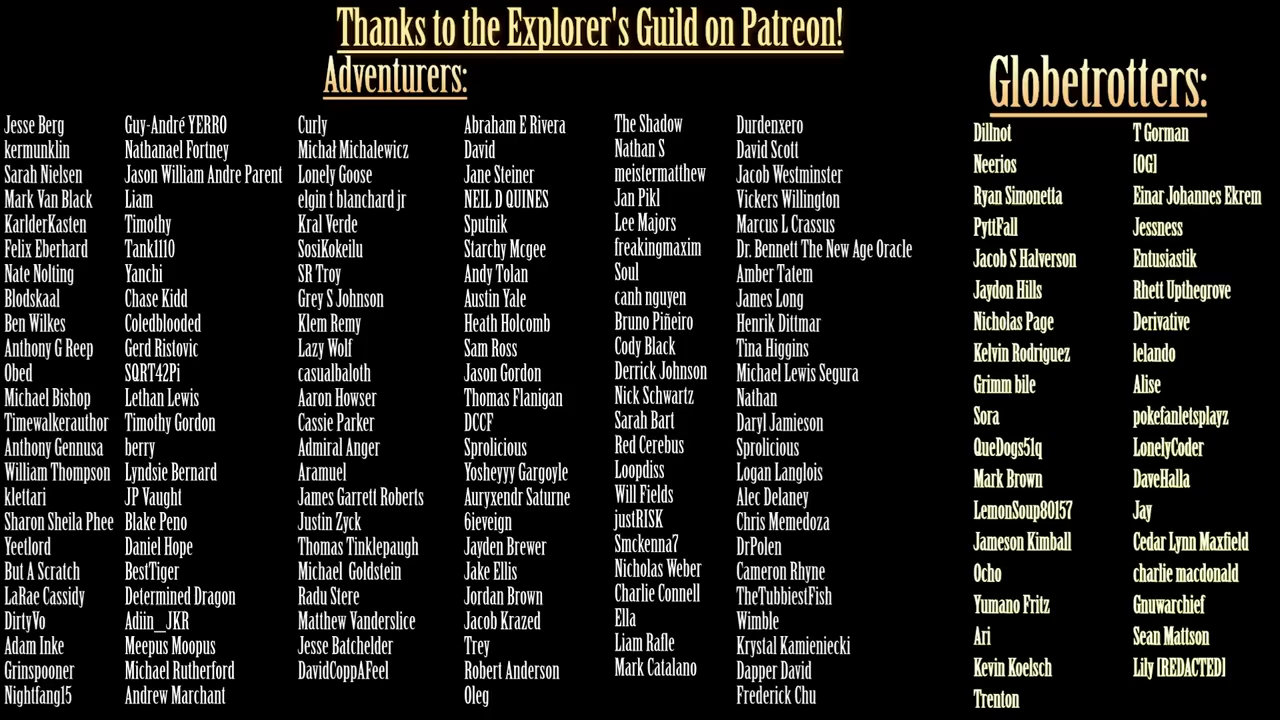 Thanks to the Explorer's Guild on Patreon!
Adventurers:
Jesse Berg
kermunklin
Sarah Nielsen
Mark Van Black
KarlderKasten
Felix Eberhard
Nate Nolting
Blodskaal
Ben Wilkes
Anthony G Reep
Obed
Michael Bishop
Timewalkerauthor
Anthony Gennusa
William Thompson
klettari
Sharon Sheila Phee
Yeetlord
But A Scratch
LaRae Cassidy
DirtyVo
Adam Inke
Grinspooner
Nightfang15
Guy-André YERRO
Nathanael Fortney
Jason William Andre Parent
Liam
Timothy
Tank1110
Yanchi
Chase Kidd
Coledblooded
Gerd Ristovic
SQRT42Pi
Lethan Lewis
Timothy Gordon
berry
Lyndsie Bernard
JP Vaught
Blake Peno
Daniel Hope
BestTiger
Determined Dragon
Adiin_JKR
Meepus Moopus
Michael Rutherford
Andrew Marchant
Curly
Michał Michalewicz
Lonely Goose
elgin t blanchard jr
Kral Verde
SosiKokeilu
SR Troy
Grey S Johnson
Klem Remy
Lazy Wolf
casualbaloth
Aaron Howser
Cassie Parker
Admiral Anger
Aramuel
James Garrett Roberts
Justin Zyck
Thomas Tinklepaugh
Michael  Goldstein
Radu Stere
Matthew Vanderslice
Jesse Batchelder
DavidCoppAFeel
Abraham E Rivera
David
Jane Steiner
NEIL D QUINES
Sputnik
Starchy Mcgee
Andy Tolan
Austin Yale
Heath Holcomb
Sam Ross
Jason Gordon
Thomas Flanigan
DCCF
Sprolicious
Yosheyyy Gargoyle
Auryxendr Saturne
6ieveign
Jayden Brewer
Jake Ellis
Jordan Brown
Jacob Krazed
Trey
Robert Anderson
Oleg
The Shadow
Nathan S
meistermatthew
Jan Pikl
Lee Majors
freakingmaxim
Soul
canh nguyen
Bruno Piñeiro
Cody Black
Derrick Johnson
Nick Schwartz
Sarah Bart
Red Cerebus
Loopdiss
Will Fields
justRISK
Smckenna7
Nicholas Weber
Charlie Connell
Ella
Liam Rafle
Mark Catalano
Durdenxero
David Scott
Jacob Westminster
Vickers Willington
Marcus L Crassus
Dr. Bennett The New Age Oracle
Amber Tatem
James Long
Henrik Dittmar
Tina Higgins
Michael Lewis Segura
Nathan
Daryl Jamieson
Sprolicious
Logan Langlois
Alec Delaney
Chris Memedoza
DrPolen
Cameron Rhyne
TheTubbiestFish
Wimble
Krystal Kamieniecki
Dapper David
Frederick Chu
Globetrotters:
Dillnot
Neerios
Ryan Simonetta
PyttFall
Jacob S Halverson
Jaydon Hills
Nicholas Page
Kelvin Rodriguez
Grimm bile
Sora
QueDogs51q
Mark Brown
LemonSoup80157
Jameson Kimball
Ocho
Yumano Fritz
Ari
Kevin Koelsch
Trenton
T Gorman
[OG]
Einar Johannes Ekrem
Jessness
Entusiastik
Rhett Upthegrove
Derivative
lelando
Alise
pokefanletsplayz
LonelyCoder
DaveHalla
Jay
Cedar Lynn Maxfield
charlie macdonald
Gnuwarchief
Sean Mattson
Lily [REDACTED]